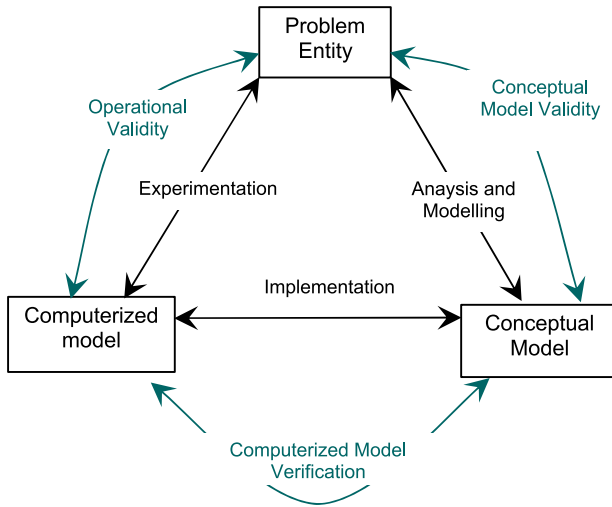 Problem
Entity
Conceptual
Model Validity
Operational
Validity
Experimentation
Anaysis and
Modelling
Implementation
Computerized
model
Conceptual
Model
Computerized Model
Verification